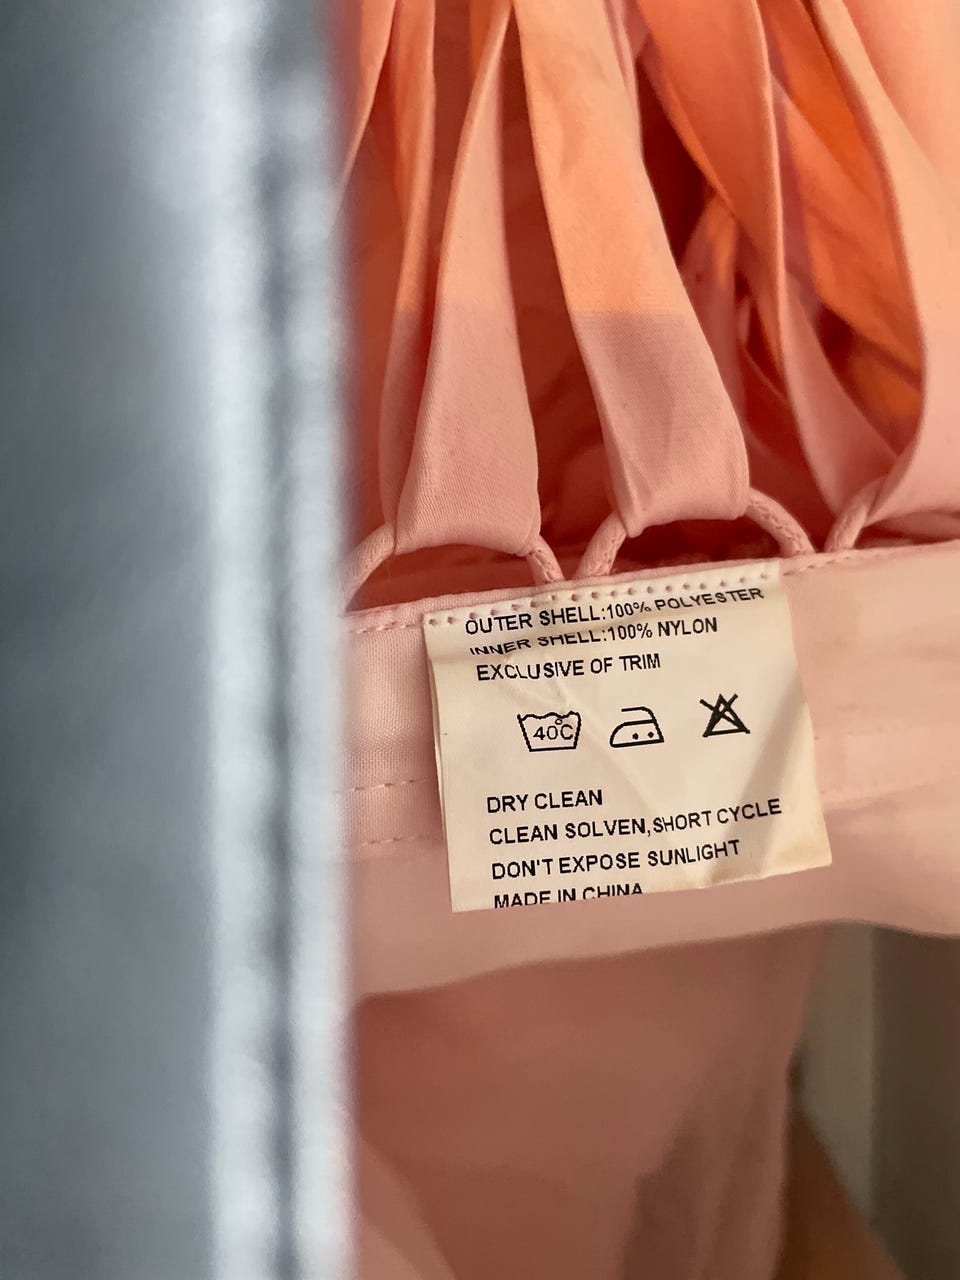 OUTER SHELL:100% POLYESTER
INNER SHELL:100% NYLON
EXCLUSIVE OF TRIM
40C
DRY CLEAN
CLEAN SOLVEN,SHORT CYCLE
DON'T EXPOSE SUNLIGHT
MADE IN CHINA